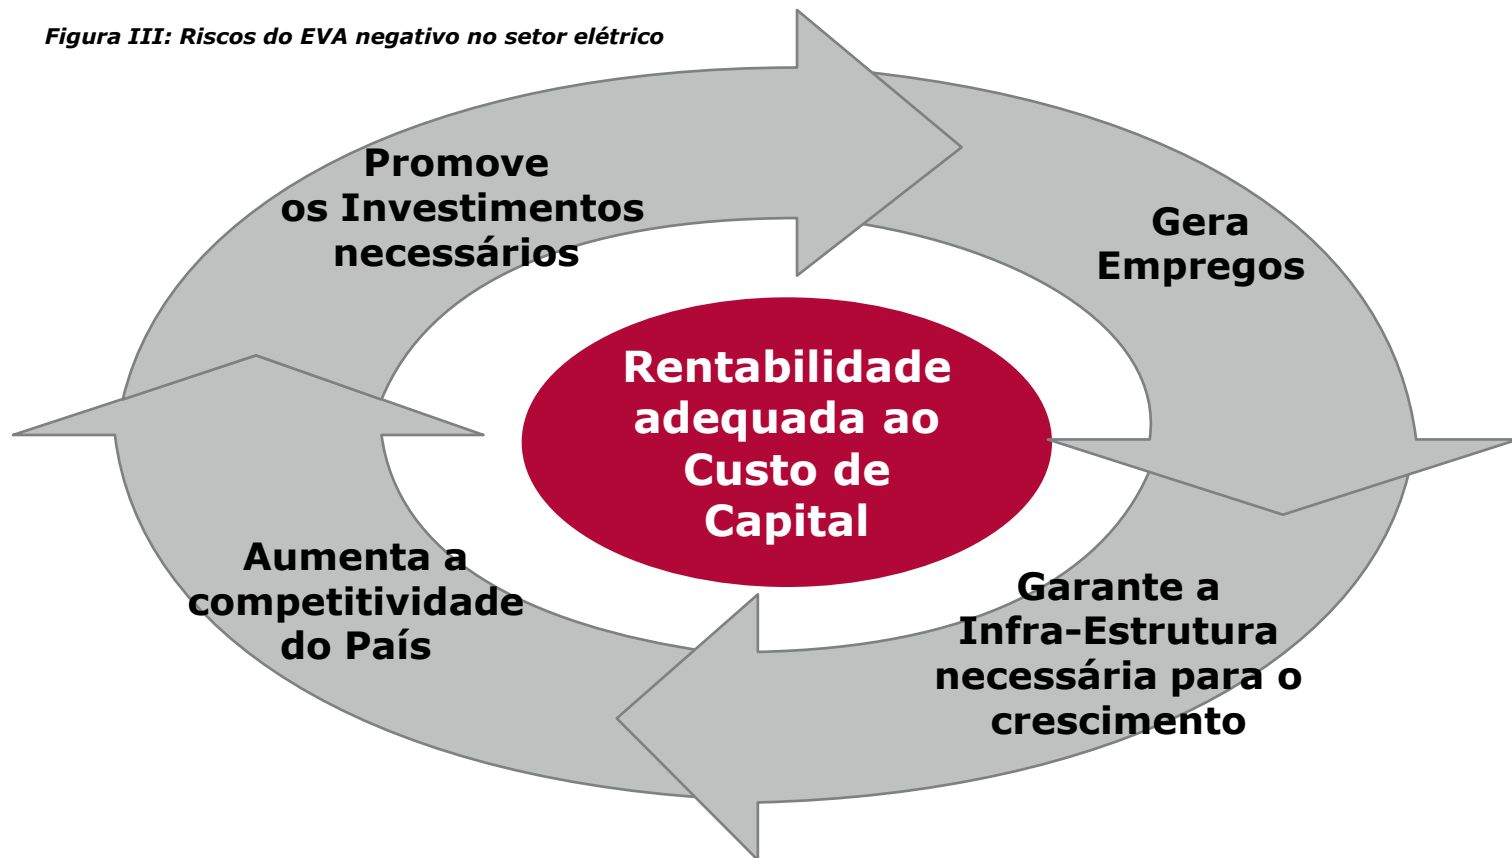 Figura III: Riscos do EVA negativo no setor elétrico
Promove
os Investimentos
necessários
Gera
Empregos
Rentabilidade
adequada ao
Custo de
Capital
Aumenta a
competitividade
do País
Garante a
Infra-Estrutura
necessária para o
crescimento